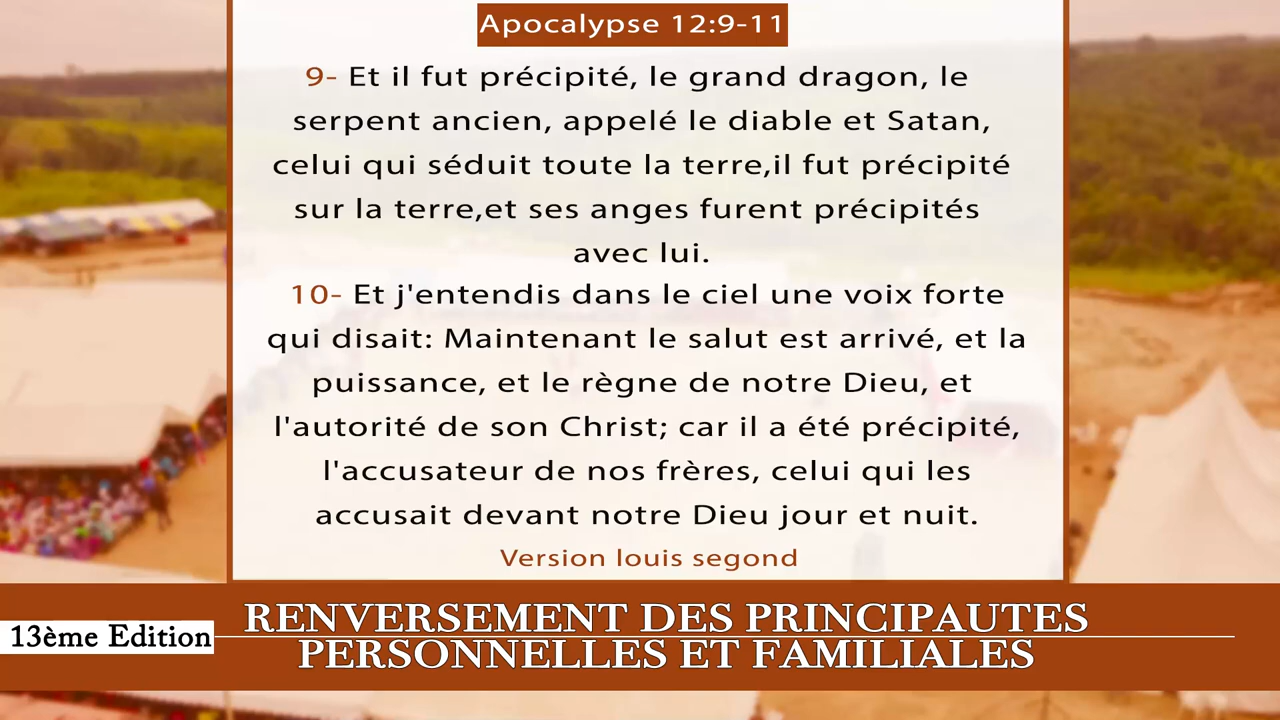 Apocalypse 12:9-11
9- Et il fut précipité, le grand dragon, le
serpent ancien, appelé le diable et Satan,
celui qui séduit toute la terre,il fut précipité
sur la terre,et ses anges furent précipités
avec lui.
10- Et j'entendis dans le ciel une voix forte
qui disait: Maintenant le salut est arrivé, et la
puissance, et le règne de notre Dieu, et
l'autorité de son Christ; car il a été précipité,
l'accusateur de nos frères, celui qui les
accusait devant notre Dieu jour et nuit.
Version louis segond
13ème Edition
RENVERSEMENT DES PRINCIPAUTES
PERSONNELLES ET FAMILIALES